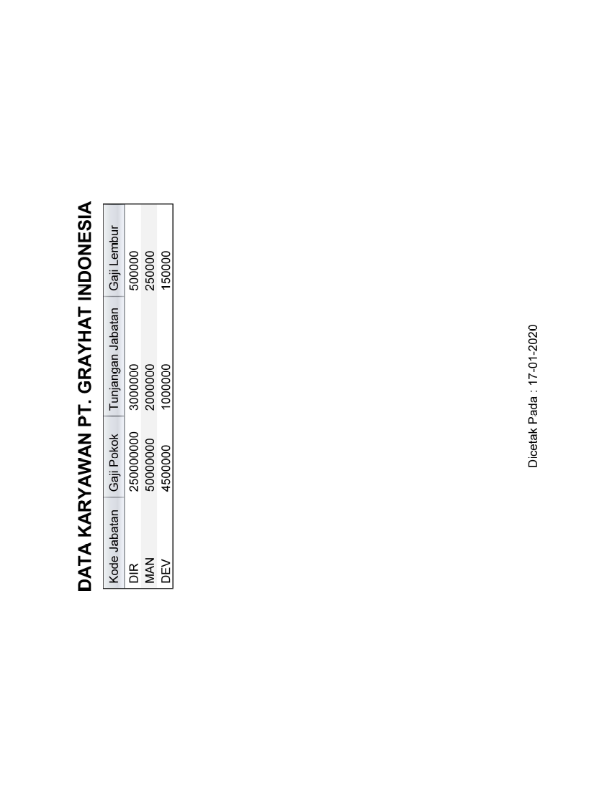 DATA KARYAWAN PT. GRAYHAT INDONESIA
Kode Jabatan Gaji Pokok Tunjangan Jabatan Gaji Lembur
DIR 250000000 3000000 500000
MAN 50000000 2000000 250000
DEV 4500000 1000000 150000
Dicetak Pada : 17-01-2020